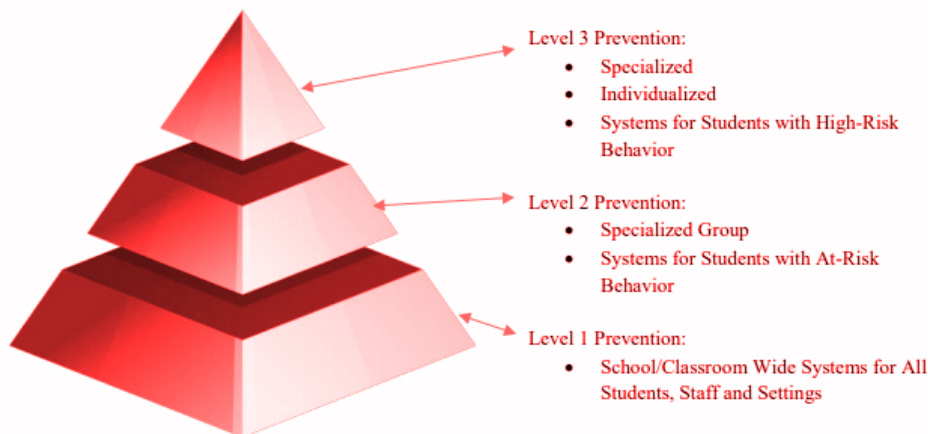 Level 3 Prevention:
• Specialized
• Individualized
• Systems for Students with High-Risk
Behavior
Level 2 Prevention:
• Specialized Group
• Systems for Students with At-Risk
Behavior
Level 1 Prevention:
• School/Classroom Wide Systems for All
Students, Staff and Settings